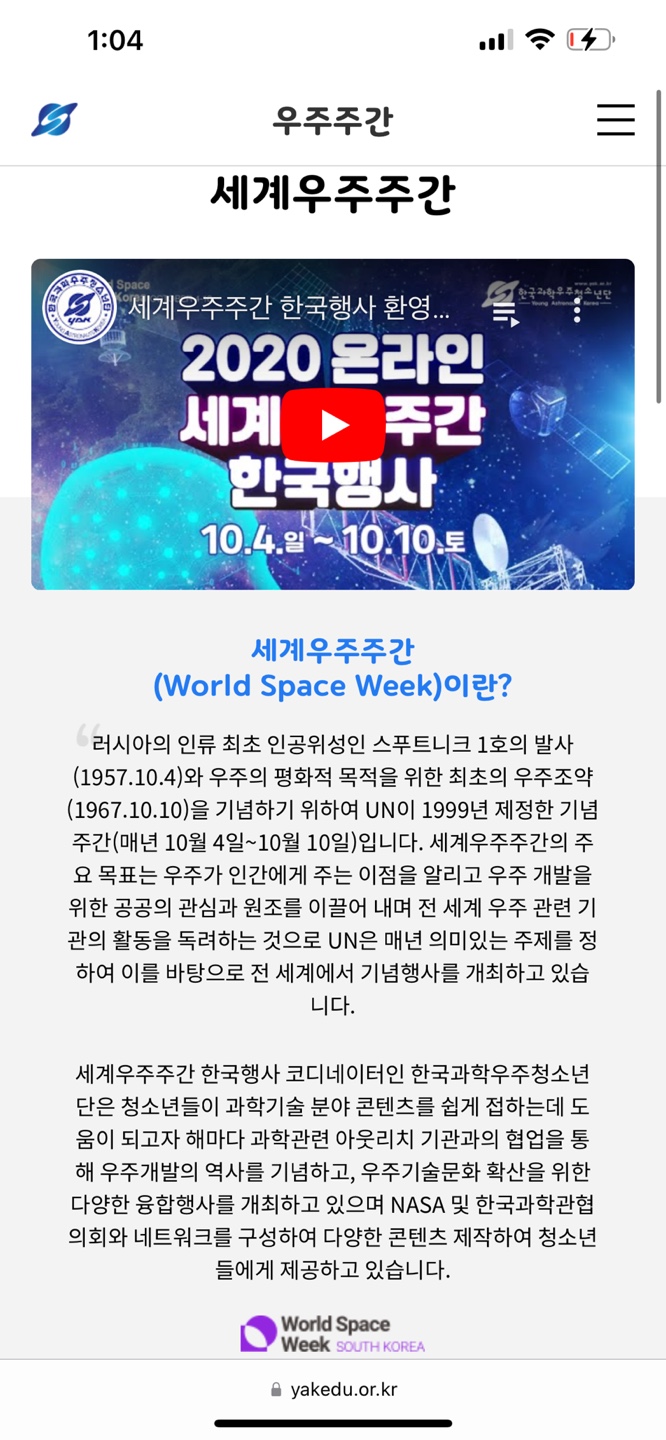 1:04
우주주간
세계우주주간
세계우주주간 한국행사 환영...
www.yak.or.kr
한국과학우주청소년단
Young Astronauts Korea
2020 온라인
세계 주간
한국행사
10.4.일 ~ 10.10.토
세계우주주간
(World Space Week)이란?
“
러시아의 인류 최초 인공위성인 스푸트니크 1호의 발사
(1957.10.4)와 우주의 평화적 목적을 위한 최초의 우주조약
(1967.10.10)을 기념하기 위하여 UN이 1999년 제정한 기념
주간(매년 10월 4일~10월 10일)입니다. 세계우주주간의 주
요 목표는 우주가 인간에게 주는 이점을 알리고 우주 개발을
위한 공공의 관심과 원조를 이끌어 내며 전 세계 우주 관련 기
관의 활동을 독려하는 것으로 UN은 매년 의미있는 주제를 정
하여 이를 바탕으로 전 세계에서 기념행사를 개최하고 있습
니다.
세계우주주간 한국행사 코디네이터인 한국과학우주청소년
단은 청소년들이 과학기술 분야 콘텐츠를 쉽게 접하는데 도
움이 되고자 해마다 과학관련 아웃리치 기관과의 협업을 통
해 우주개발의 역사를 기념하고, 우주기술문화 확산을 위한
다양한 융합행사를 개최하고 있으며 NASA 및 한국과학관협
의회와 네트워크를 구성하여 다양한 콘텐츠 제작하여 청소년
들에게 제공하고 있습니다.
World Space
Week SOUTH KOREA
yakedu.or.kr